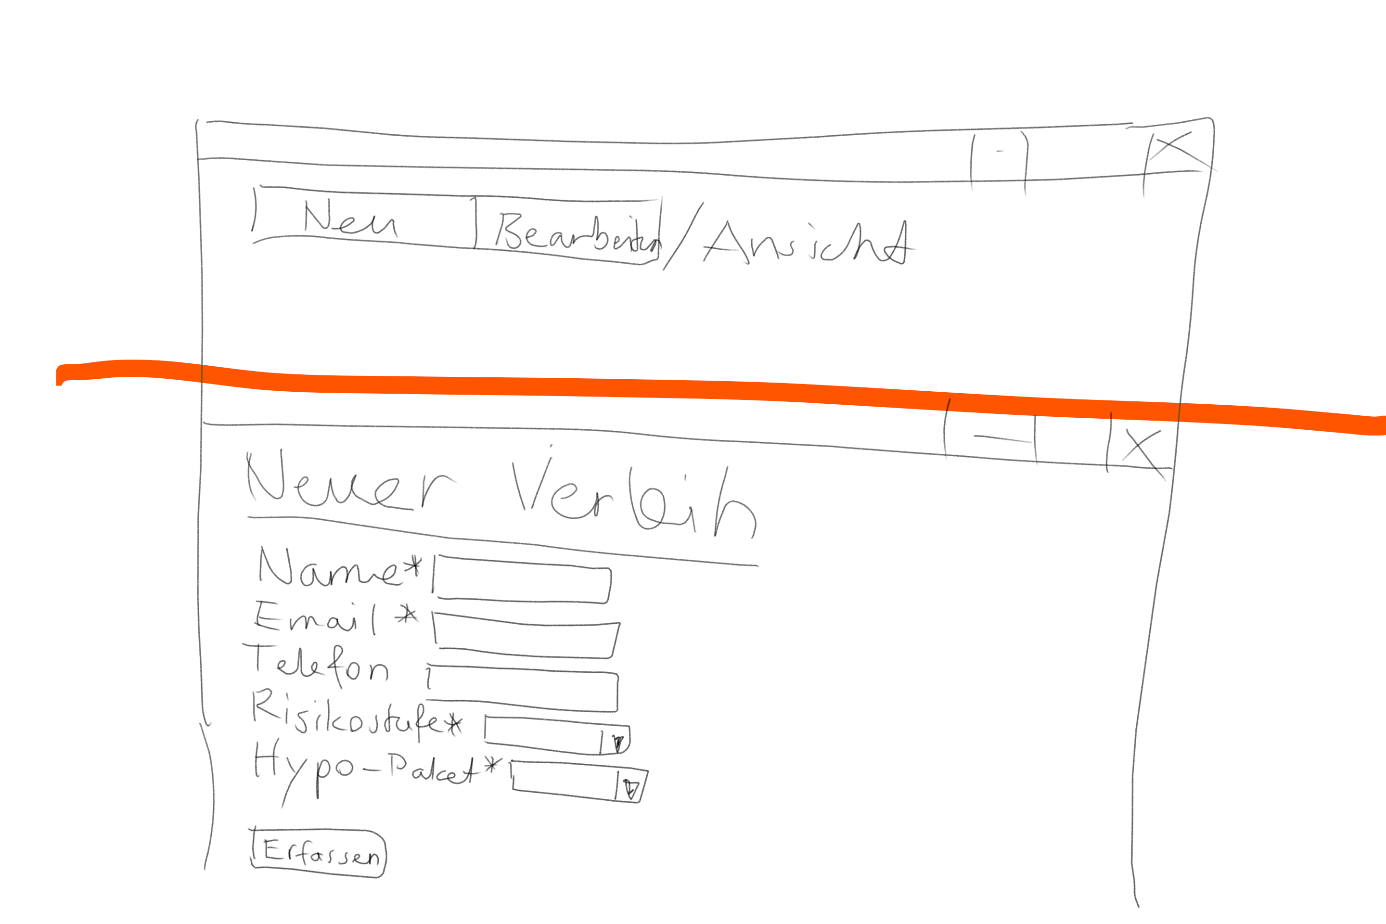 Neu Bearbeiten/Ansicht
Neuer Verleih
Name*
Email*
Telefon
Risikostufe*
Hypo-Paket*
Erfassen